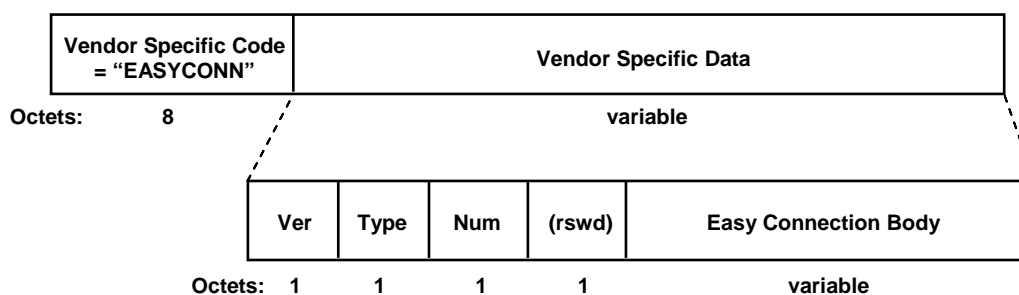 Vendor Specific Code
= “EASYCONN”
Vendor Specific Data
Octets: 8 variable
Ver Type Num (rswd) Easy Connection Body
Octets: 1 1 1 1 variable